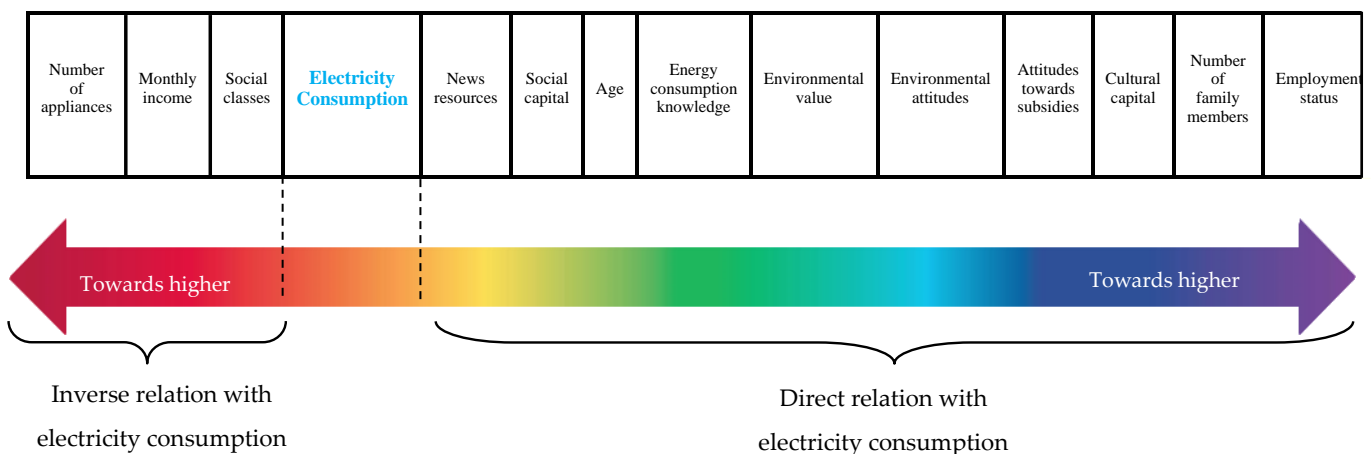 Number
of
appliances
Monthly
income
Social
classes
Electricity
Consumption
News
resources
Social
capital
Age
Energy
consumption
knowledge
Environmental
value
Environmental
attitudes
Attitudes
towards
subsidies
Cultural
capital
Number
of
family
members
Employment
status
Towards higher
Towards higher
Inverse relation with
electricity consumption
Direct relation with
electricity consumption